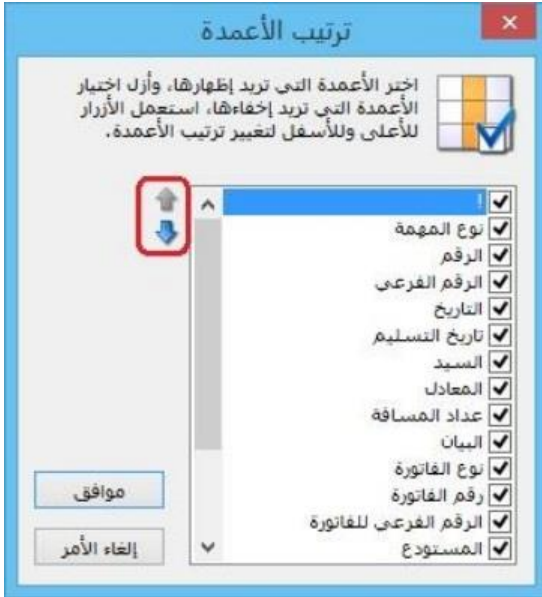 ترتيب الأعمدة
اختر الأعمدة التي تريد إظهارها، وأزل اختيار
الأعمدة التي تريد إخفاءها، استعمل الأزرار
للأعلى وللأسفل لتغيير ترتيب الأعمدة.
!
نوع المهمة
الرقم
الرقم الفرعي
التاريخ
تاريخ التسليم
السيد
المعادل
عداد المسافة
البيان
نوع الفاتورة
رقم الفاتورة
الرقم الفرعي للفاتورة
المستودع
موافق
إلغاء الأمر